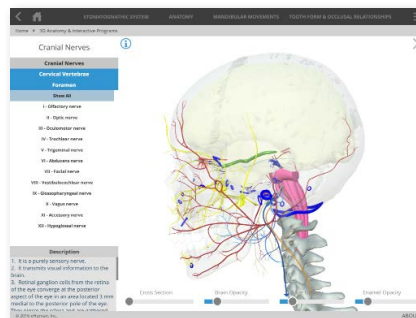 STOMATOGNATHIC SYSTEM ANATOMY MANDIBULAR MOVEMENTS TOOTH FORM & OCCLUSAL RELATIONSHIPS
Home > 3D Anatomy & Interactive Programs
Cranial Nerves
Cranial Nerves
Cervical Vertebrae
Foramen
Show All
I - Olfactory nerve
II - Optic nerve
III - Oculomotor nerve
IV - Trochlear nerve
V - Trigeminal nerve
VI - Abducens nerve
VII - Facial nerve
VIII - Vestibulocochlear nerve
IX - Glossopharyngeal nerve
X - Vagus nerve
XI - Accessory nerve
XII - Hypoglossal nerve
Description
1. It is a purely sensory nerve.
2. It transmits visual information to the
brain.
3. Retinal ganglion cells from the retina
of the eye converge at the posterior
aspect of the eye in an area located 3 mm
medial to the posterior pole of the eye.
Cross Section
Brain Opacity
Opacity
Enamel Opacity
© 2015 eHuman, Inc.